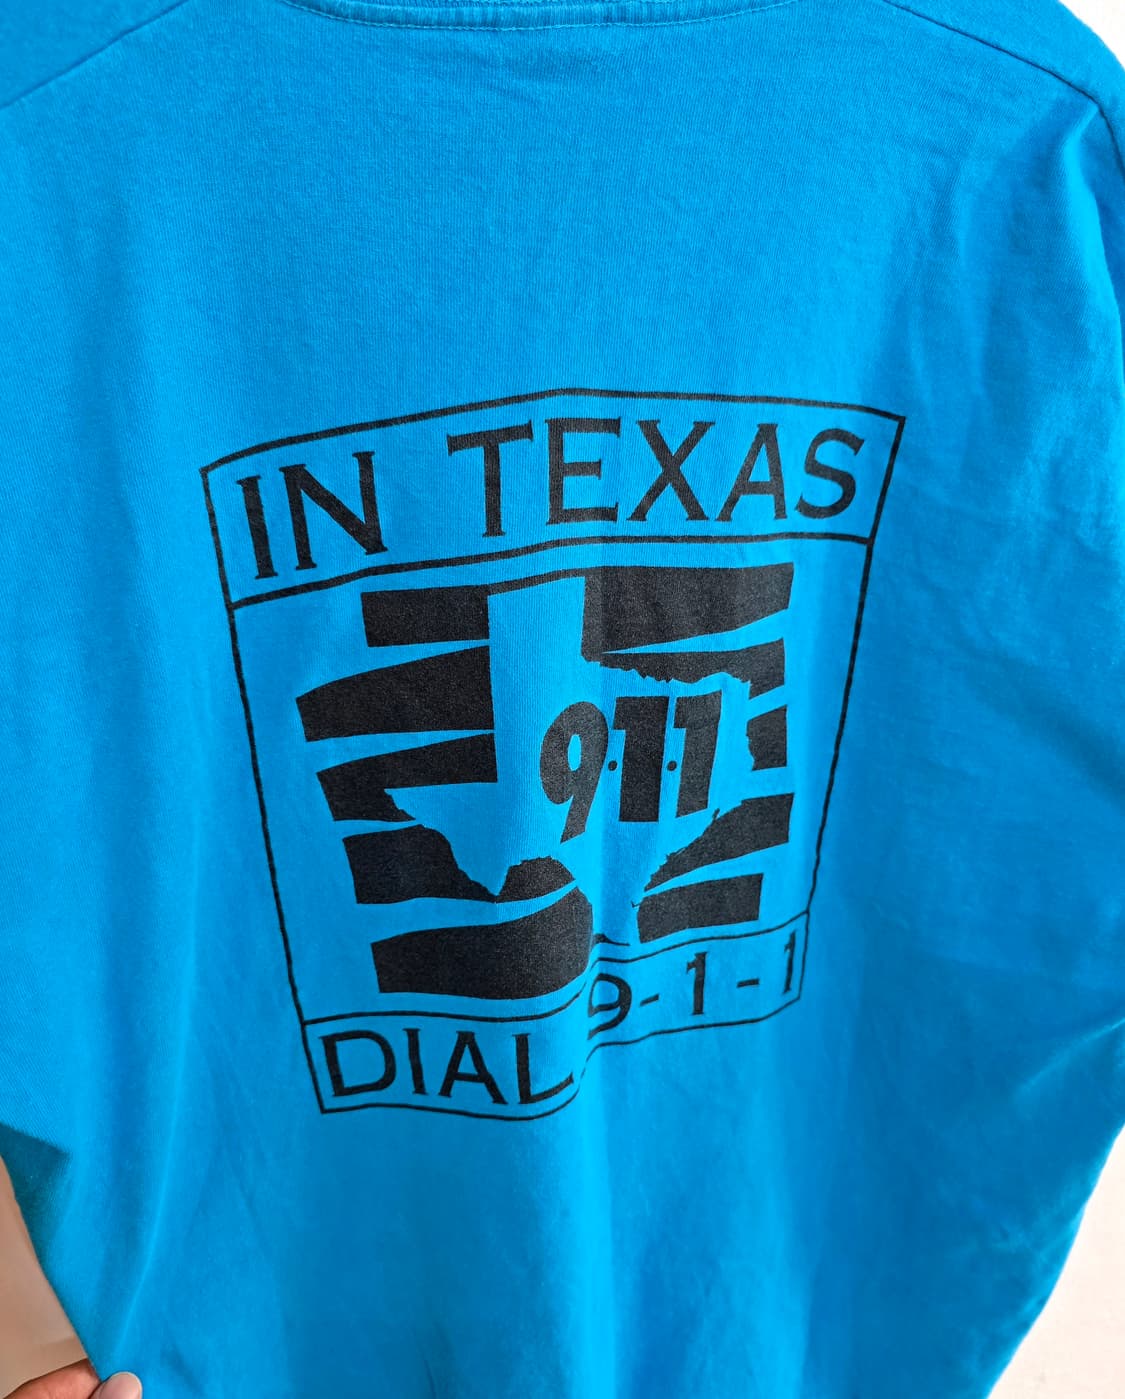 IN TEXAS
9·1·1
DIAL 9-1-1